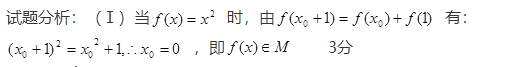 试题分析：（Ⅰ）当 f(x)=x² 时，由 f(x₀+1)=f(x₀)+f(1) 有：
(x₀+1)²=x₀²+1,∴x₀=0 ，即 f(x)∈M 3分